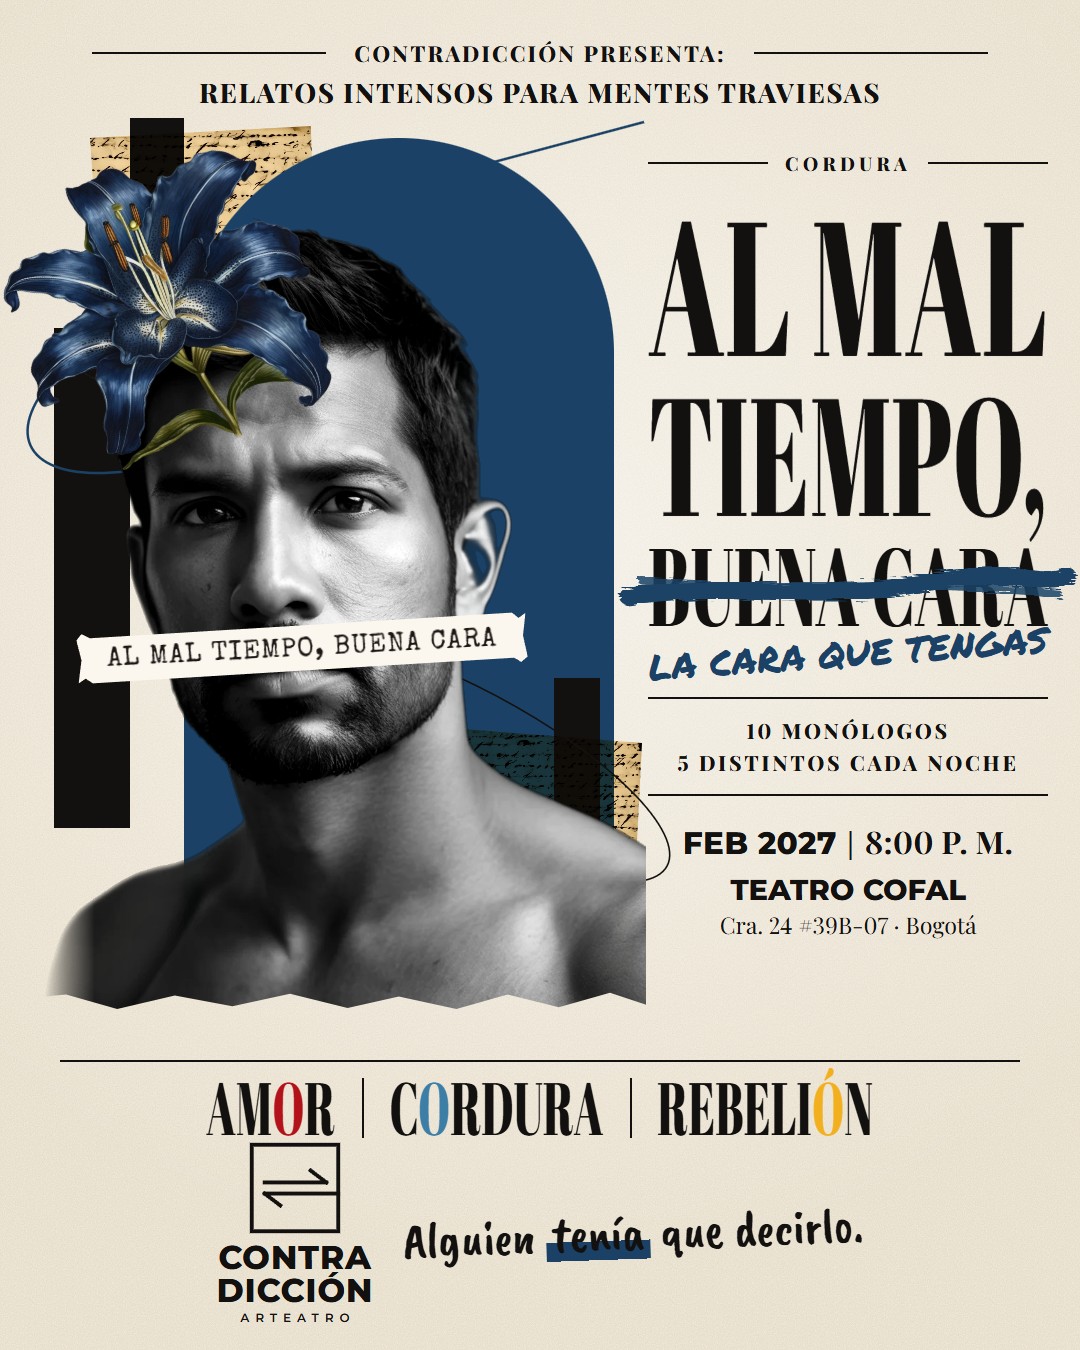 CONTRADICCIÓN PRESENTA:
RELATOS INTENSOS PARA MENTES TRAVIESAS
CORDURA
AL MAL
TIEMPO,
BUENA CARA
LA CARA QUE TENGAS
AL MAL TIEMPO, BUENA CARA
10 MONÓLOGOS
5 DISTINTOS CADA NOCHE
FEB 2027 | 8:00 P. M.
TEATRO COFAL
Cra. 24 #39B-07 · Bogotá
AMOR | CORDURA | REBELIÓN
CONTRA
DICCIÓN
ARTEATRO
Alguien tenía que decirlo.